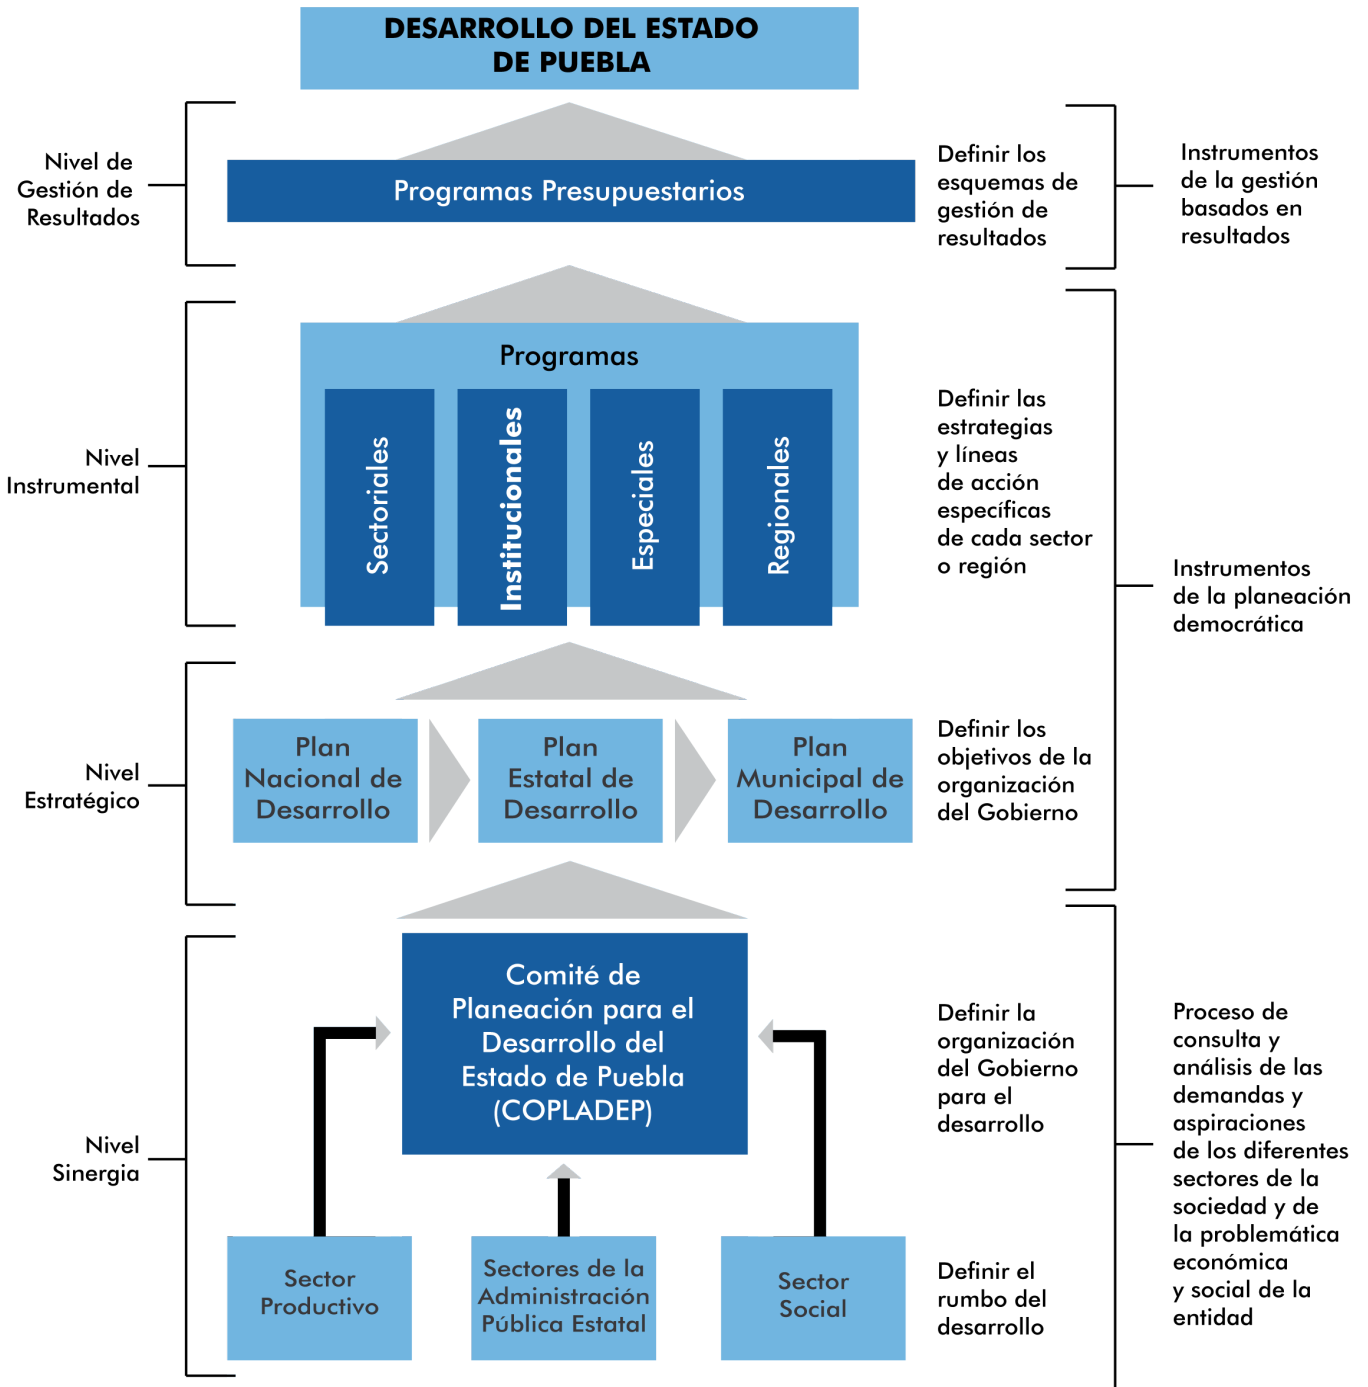 DESARROLLO DEL ESTADO
DE PUEBLA
Nivel de
Gestión de
Resultados
Programas Presupuestarios
Definir los
esquemas de
gestión de
resultados
Instrumentos
de la gestión
basados en
resultados
Nivel
Instrumental
Programas
Sectoriales
Institucionales
Especiales
Regionales
Definir las
estrategias
y líneas
de acción
específicas
de cada sector
o región
Instrumentos
de la planeación
democrática
Nivel
Estratégico
Plan
Nacional de
Desarrollo
Plan
Estatal de
Desarrollo
Plan
Municipal de
Desarrollo
Definir los
objetivos de la
organización
del Gobierno
Nivel
Sinergia
Comité de
Planeación para el
Desarrollo del
Estado de Puebla
(COPLADEP)
Definir la
organización
del Gobierno
para el
desarrollo
Sector
Productivo
Sectores de la
Administración
Pública Estatal
Sector
Social
Definir el
rumbo del
desarrollo
Proceso de
consulta y
análisis de las
demandas y
aspiraciones
de los diferentes
sectores de la
sociedad y de
la problemática
económica
y social de la
entidad